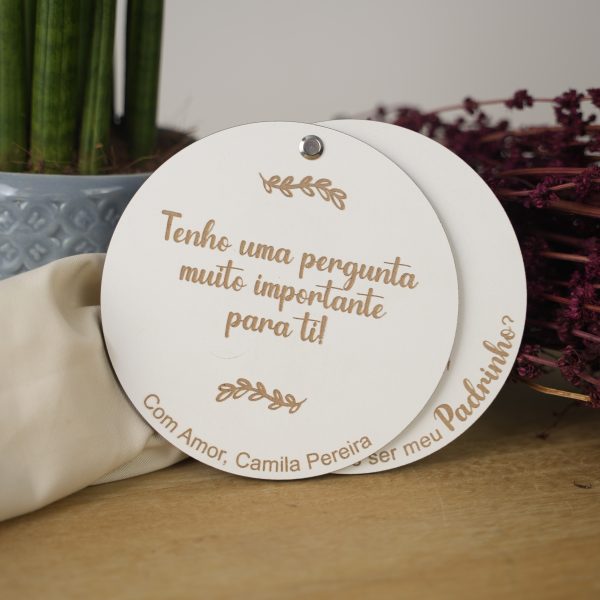 Tenho uma pergunta
muito importante
para ti!
Com Amor, Camila Pereira
ser meu Padrinho?